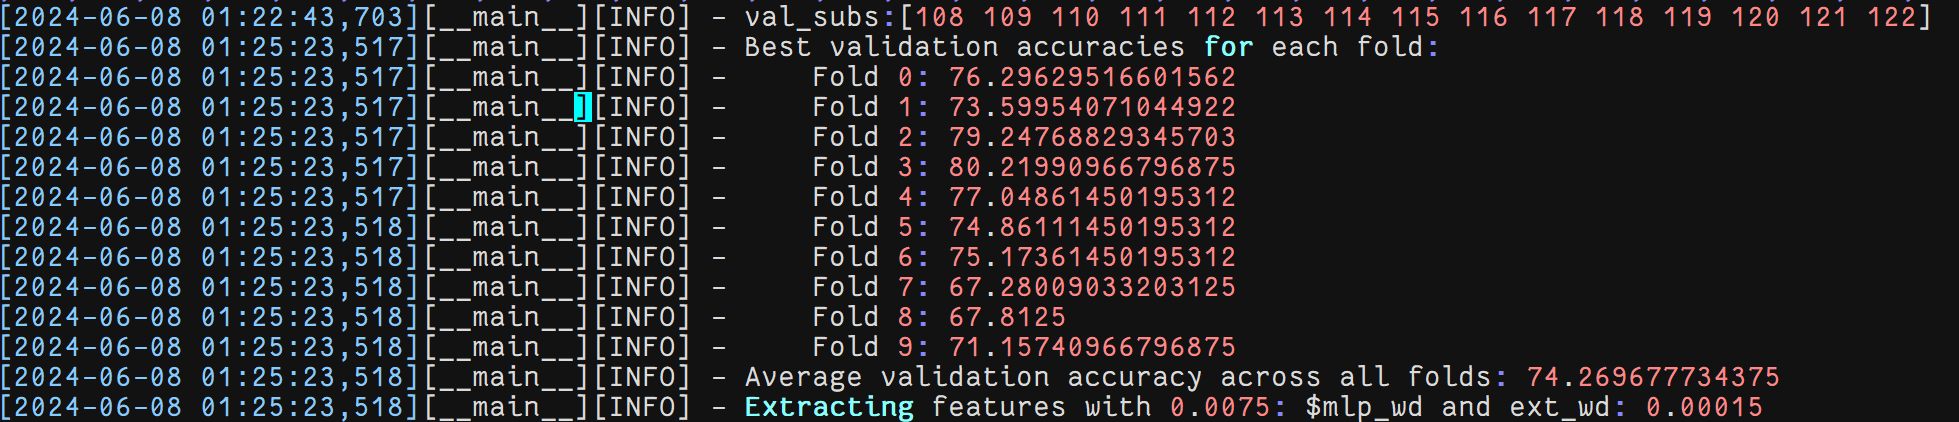 [2024-06-08 01:22:43,703][__main__][INFO] - val_subs:[108 109 110 111 112 113 114 115 116 117 118 119 120 121 122]
[2024-06-08 01:25:23,517][__main__][INFO] - Best validation accuracies for each fold:
[2024-06-08 01:25:23,517][__main__][INFO] -     Fold 0: 76.29629516601562
[2024-06-08 01:25:23,517][__main__][INFO] -     Fold 1: 73.59954071044922
[2024-06-08 01:25:23,517][__main__][INFO] -     Fold 2: 79.24768829345703
[2024-06-08 01:25:23,517][__main__][INFO] -     Fold 3: 80.21990966796875
[2024-06-08 01:25:23,517][__main__][INFO] -     Fold 4: 77.04861450195312
[2024-06-08 01:25:23,518][__main__][INFO] -     Fold 5: 74.86111450195312
[2024-06-08 01:25:23,518][__main__][INFO] -     Fold 6: 75.17361450195312
[2024-06-08 01:25:23,518][__main__][INFO] -     Fold 7: 67.28009033203125
[2024-06-08 01:25:23,518][__main__][INFO] -     Fold 8: 67.8125
[2024-06-08 01:25:23,518][__main__][INFO] -     Fold 9: 71.15740966796875
[2024-06-08 01:25:23,518][__main__][INFO] - Average validation accuracy across all folds: 74.269677734375
[2024-06-08 01:25:23,518][__main__][INFO] - Extracting features with 0.0075: $mlp_wd and ext_wd: 0.00015